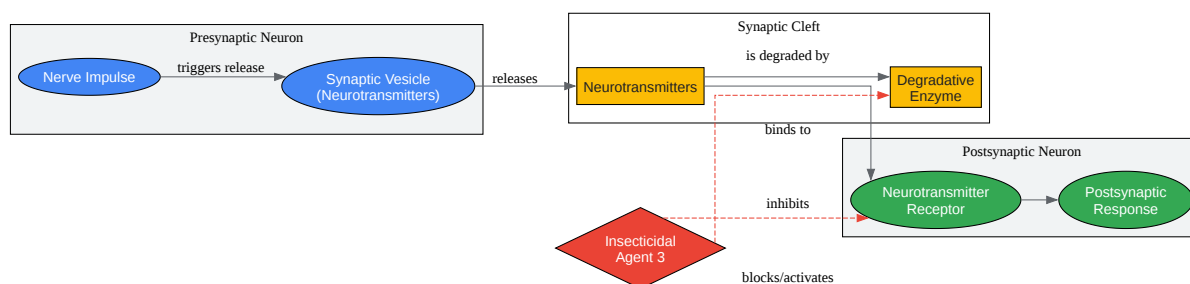 Presynaptic Neuron
Nerve Impulse
triggers release
Synaptic Vesicle
(Neurotransmitters)
releases
Synaptic Cleft
is degraded by
Neurotransmitters
Degradative
Enzyme
binds to
Postsynaptic Neuron
Neurotransmitter
Receptor
Postsynaptic
Response
inhibits
Insecticidal
Agent 3
blocks/activates